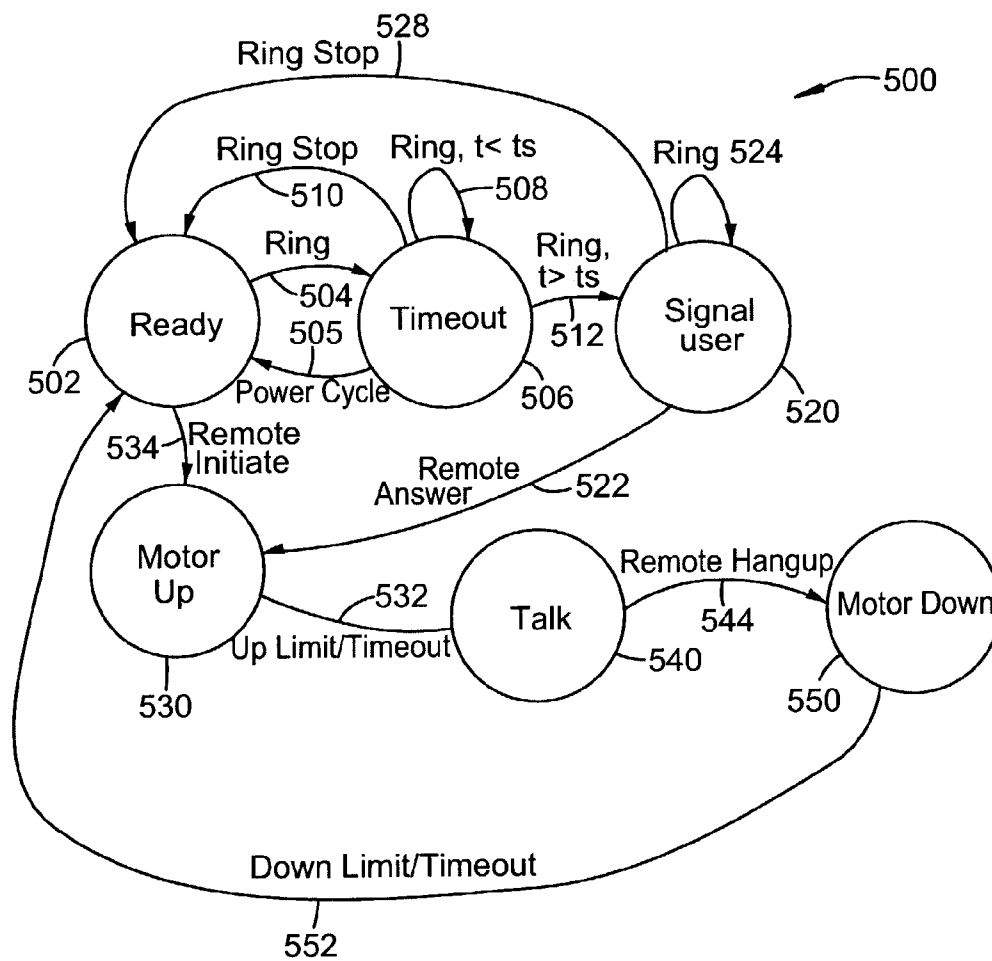 528
Ring Stop
500
Ring Stop
510
Ring, t< ts
508
Ring 524
Ring
504
Ring,
t> ts
512
Ready
Timeout
Signal
user
505
Power Cycle
502
506
520
534
Remote
Initiate
Remote
Answer
522
Motor
Up
532
Up Limit/Timeout
530
Talk
540
Remote Hangup
544
Motor Down
550
Down Limit/Timeout
552